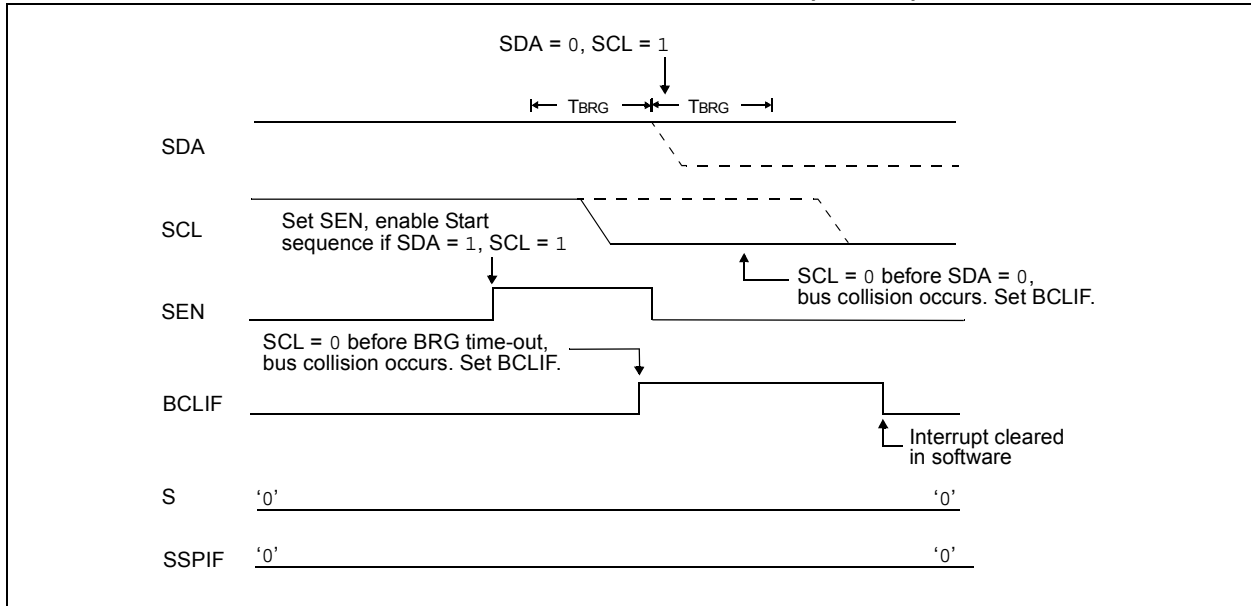 SDA = 0, SCL = 1
TBRG TBRG
SDA
SCL
Set SEN, enable Start
sequence if SDA = 1, SCL = 1
SCL = 0 before SDA = 0,
bus collision occurs. Set BCLIF.
SEN
SCL = 0 before BRG time-out,
bus collision occurs. Set BCLIF.
BCLIF
Interrupt cleared
in software
S ‘0’ ‘0’
SSPIF ‘0’ ‘0’